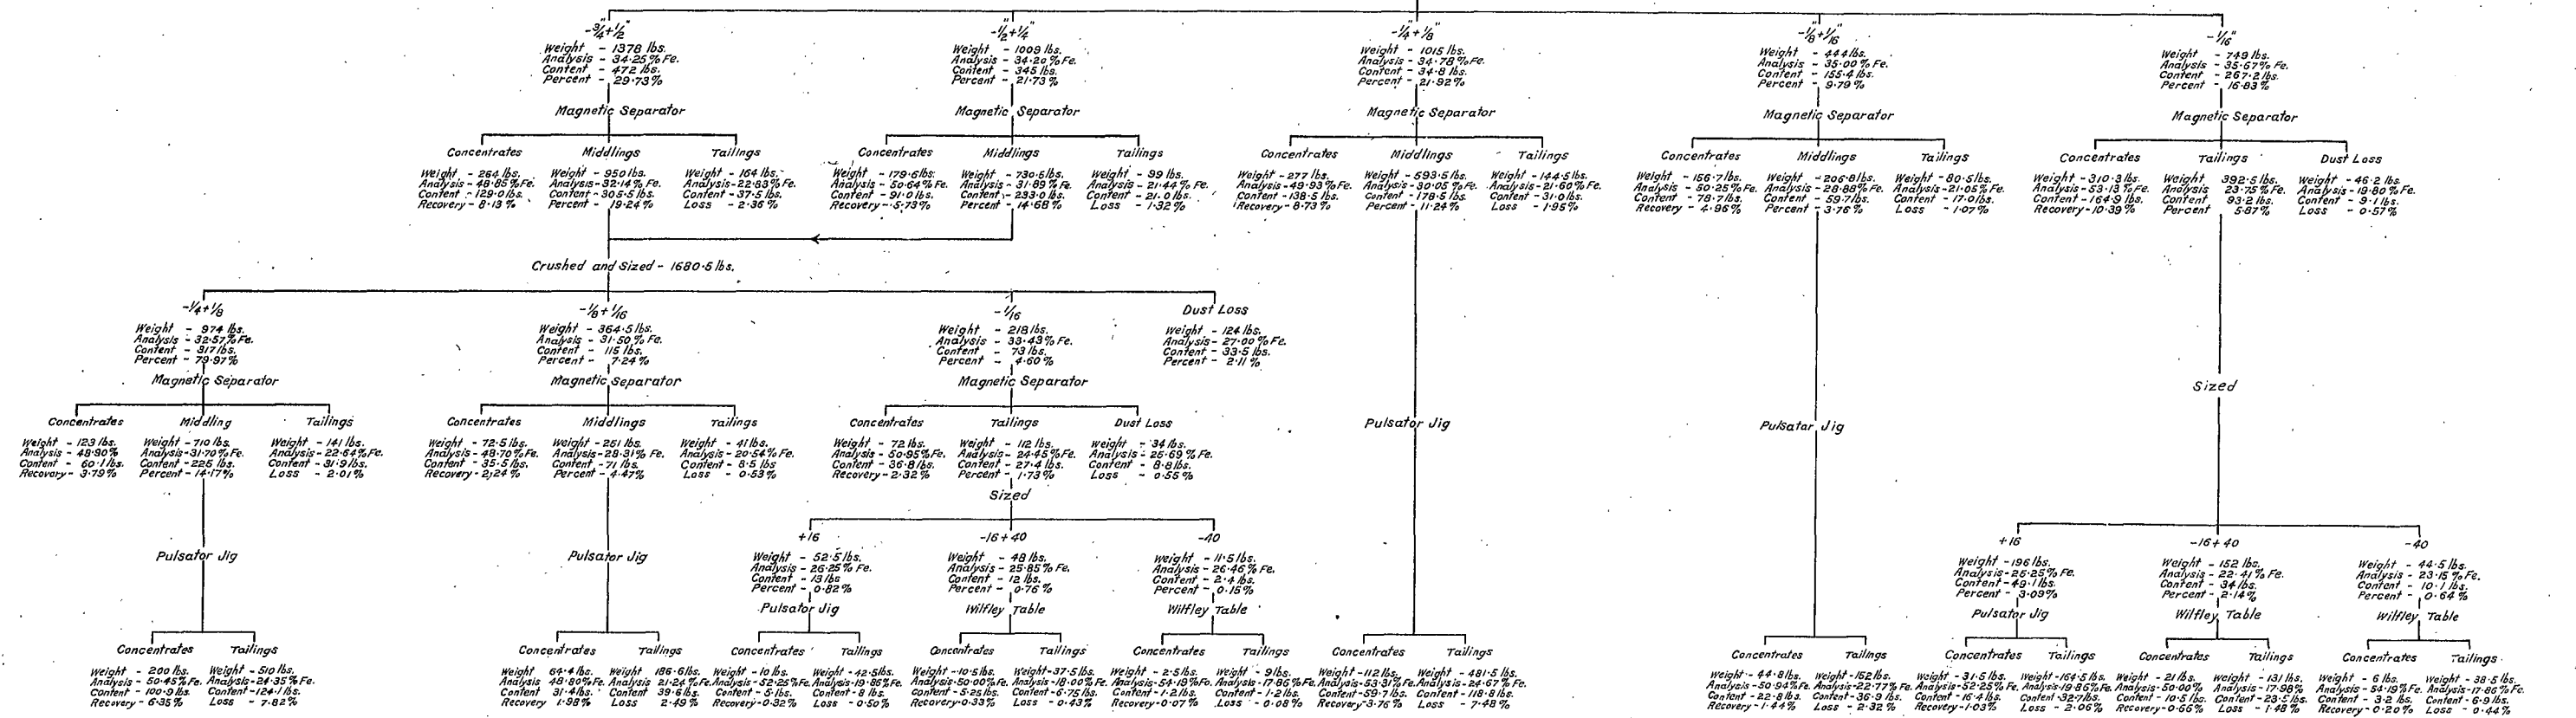 -3/4"+1/2"
Weight - 1378 lbs.
Analysis - 34.25% Fe.
Content - 472 lbs.
Percent - 29.73%
Magnetic Separator
-1/2"+1/4"
Weight - 1009 lbs.
Analysis - 34.20% Fe.
Content - 345 lbs.
Percent - 21.73%
Magnetic Separator
-1/4"+1/8"
Weight - 1015 lbs.
Analysis - 34.78% Fe.
Content - 34.8 lbs.
Percent - 21.92%
Magnetic Separator
-1/8"+1/16"
Weight - 444 lbs.
Analysis - 35.00% Fe.
Content - 155.4 lbs.
Percent - 9.79%
Magnetic Separator
-1/16"
Weight - 749 lbs.
Analysis - 35.67% Fe.
Content - 267.2 lbs.
Percent - 16.83%
Magnetic Separator
Concentrates
Weight - 264 lbs.
Analysis - 48.85% Fe.
Content - 129.0 lbs.
Recovery - 8.13%
Middlings
Weight - 950 lbs.
Analysis - 32.14% Fe.
Content - 305.5 lbs.
Percent - 19.24%
Tailings
Weight - 164 lbs.
Analysis - 22.83% Fe.
Content - 37.5 lbs.
Loss - 2.36%
Concentrates
Weight - 179.6 lbs.
Analysis - 50.64% Fe.
Content - 91.0 lbs.
Recovery - 5.73%
Middlings
Weight - 730.5 lbs.
Analysis - 31.89% Fe.
Content - 233.0 lbs.
Percent - 14.68%
Tailings
Weight - 99 lbs.
Analysis - 21.44% Fe.
Content - 21.0 lbs.
Loss - 1.32%
Concentrates
Weight - 277 lbs.
Analysis - 49.93% Fe.
Content - 138.5 lbs.
Recovery - 8.73%
Middlings
Weight - 593.5 lbs.
Analysis - 30.05% Fe.
Content - 178.5 lbs.
Percent - 11.24%
Tailings
Weight - 144.5 lbs.
Analysis - 21.60% Fe.
Content - 31.0 lbs.
Loss - 1.95%
Concentrates
Weight - 156.7 lbs.
Analysis - 50.25% Fe.
Content - 78.7 lbs.
Recovery - 4.96%
Middlings
Weight - 206.8 lbs.
Analysis - 28.88% Fe.
Content - 59.7 lbs.
Percent - 3.76%
Tailings
Weight - 80.5 lbs.
Analysis - 21.05% Fe.
Content - 17.0 lbs.
Loss - 1.07%
Concentrates
Weight - 310.3 lbs.
Analysis - 53.13% Fe.
Content - 164.9 lbs.
Recovery - 10.39%
Tailings
Weight 392.5 lbs.
Analysis 23.75% Fe.
Content 93.2 lbs.
Percent 5.87%
Dust Loss
Weight - 46.2 lbs.
Analysis - 19.80% Fe.
Content - 9.1 lbs.
Loss - 0.57%
Crushed and Sized - 1680.5 lbs.
-1/4+1/8
Weight - 974 lbs.
Analysis - 32.57% Fe.
Content - 317 lbs.
Percent - 79.97%
Magnetic Separator
-1/8+1/16
Weight - 364.5 lbs.
Analysis - 31.50% Fe.
Content - 115 lbs.
Percent - 7.24%
Magnetic Separator
-1/16
Weight - 218 lbs.
Analysis - 33.43% Fe.
Content - 73 lbs.
Percent - 4.60%
Magnetic Separator
Dust Loss
Weight - 124 lbs.
Analysis - 27.00% Fe.
Content - 33.5 lbs.
Percent - 2.11%
Concentrates
Weight - 123 lbs.
Analysis - 48.90%
Content - 60.1 lbs.
Recovery - 3.79%
Middling
Weight - 710 lbs.
Analysis - 31.70% Fe.
Content - 225 lbs.
Percent - 14.17%
Tailings
Weight - 141 lbs.
Analysis - 22.64% Fe.
Content - 31.9 lbs.
Loss - 2.01%
Concentrates
Weight - 72.5 lbs.
Analysis - 48.70% Fe.
Content - 35.5 lbs.
Recovery - 2.24%
Middlings
Weight - 251 lbs.
Analysis - 28.31% Fe.
Content - 71 lbs.
Percent - 4.47%
Tailings
Weight - 41 lbs.
Analysis - 20.54% Fe.
Content - 8.5 lbs
Loss - 0.53%
Concentrates
Weight - 72 lbs.
Analysis - 50.95% Fe.
Content - 36.8 lbs.
Recovery - 2.32%
Tailings
Weight - 112 lbs.
Analysis - 24.45% Fe.
Content - 27.4 lbs.
Percent - 1.73%
Dust Loss
Weight - 34 lbs.
Analysis - 25.69% Fe.
Content - 8.8 lbs.
Loss - 0.55%
Pulsator Jig
Pulsator Jig
Sized
Sized
+16
Weight - 52.5 lbs.
Analysis - 26.25% Fe.
Content - 13 lbs
Percent - 0.82%
Pulsator Jig
-16+40
Weight - 48 lbs.
Analysis - 25.85% Fe.
Content - 12 lbs.
Percent - 0.76%
Wilfley Table
-40
Weight - 11.5 lbs.
Analysis - 26.46% Fe.
Content - 2.4 lbs.
Percent - 0.15%
Wilfley Table
Pulsator Jig
Pulsator Jig
+16
Weight - 196 lbs.
Analysis - 25.25% Fe.
Content - 49.1 lbs.
Percent - 3.09%
Pulsator Jig
-16+40
Weight - 152 lbs.
Analysis - 22.41% Fe.
Content - 34 lbs.
Percent - 2.14%
Wilfley Table
-40
Weight - 44.5 lbs.
Analysis - 23.15% Fe.
Content - 10.1 lbs.
Percent - 0.64%
Wilfley Table
Concentrates
Weight - 200 lbs.
Analysis - 50.45% Fe.
Content - 100.9 lbs.
Recovery - 6.35%
Tailings
Weight - 510 lbs.
Analysis - 24.35% Fe.
Content - 124.1 lbs.
Loss - 7.82%
Concentrates
Weight 64.4 lbs.
Analysis 48.80% Fe.
Content 31.4 lbs.
Recovery 1.98%
Tailings
Weight 186.6 lbs.
Analysis 21.24% Fe.
Content 39.6 lbs.
Loss 2.49%
Concentrates
Weight - 10 lbs.
Analysis - 52.25% Fe.
Content - 5 lbs.
Recovery - 0.32%
Tailings
Weight - 42.5 lbs.
Analysis - 19.85% Fe.
Content - 8 lbs.
Loss - 0.50%
Concentrates
Weight - 10.5 lbs.
Analysis - 50.00% Fe.
Content - 5.25 lbs.
Recovery - 0.33%
Tailings
Weight - 37.5 lbs.
Analysis - 18.00% Fe.
Content - 6.75 lbs.
Loss - 0.43%
Concentrates
Weight - 2.5 lbs.
Analysis - 54.19% Fe.
Content - 1.2 lbs.
Recovery - 0.07%
Tailings
Weight - 9 lbs.
Analysis - 17.86% Fe.
Content - 1.2 lbs.
Loss - 0.08%
Concentrates
Weight - 112 lbs.
Analysis - 53.31% Fe.
Content - 59.7 lbs.
Recovery - 3.76%
Tailings
Weight - 481.5 lbs.
Analysis - 24.67% Fe.
Content - 118.8 lbs.
Loss - 7.48%
Concentrates
Weight - 44.8 lbs.
Analysis - 50.94% Fe.
Content - 22.8 lbs.
Recovery - 1.44%
Tailings
Weight - 152 lbs.
Analysis - 22.77% Fe.
Content - 36.9 lbs.
Loss - 2.32%
Concentrates
Weight - 31.5 lbs.
Analysis - 52.25% Fe.
Content - 16.4 lbs.
Recovery - 1.03%
Tailings
Weight - 164.5 lbs.
Analysis - 19.86% Fe.
Content - 32.7 lbs.
Loss - 2.06%
Concentrates
Weight - 21 lbs.
Analysis - 50.00%
Content - 10.5 lbs.
Recovery - 0.66%
Tailings
Weight - 131 lbs.
Analysis - 17.98%
Content - 23.5 lbs.
Loss - 1.48%
Concentrates
Weight - 6 lbs.
Analysis - 54.19% Fe.
Content - 3.2 lbs.
Recovery - 0.20%
Tailings
Weight - 38.5 lbs.
Analysis - 17.86% Fe.
Content - 6.9 lbs.
Loss - 0.44%